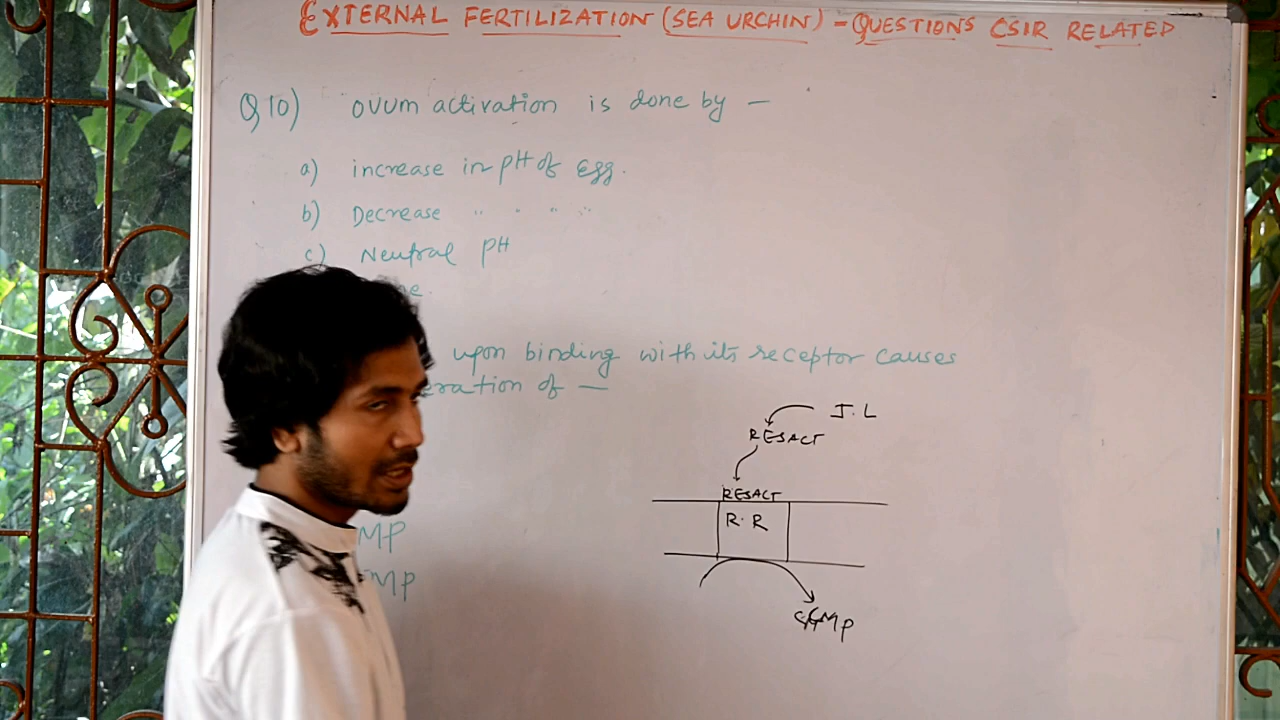 EXTERNAL FERTILIZATION (SEA URCHIN) - QUESTIONS CSIR RELATED
Q 10) ovum activation is done by —
a) increase in pH of egg.
b) Decrease " " " "
c) Neutral pH
upon binding with its receptor causes
of —
J.L
RESACT
RESACT
R.R
MP
MP
cGMP